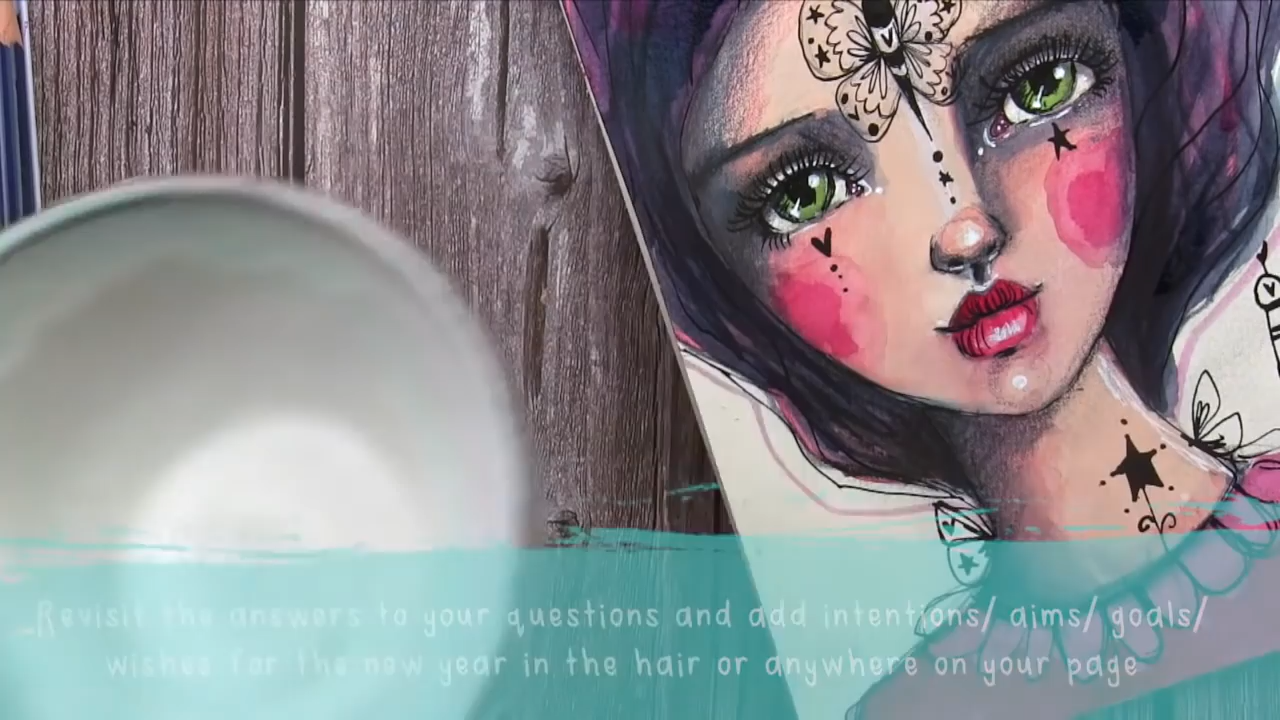 Revisit the answers to your questions and add intentions/ aims/ goals/
wishes for the new year in the hair or anywhere on your page